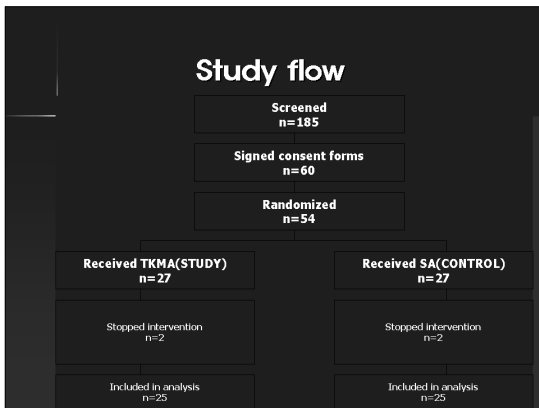 Study flow
Screened
n=185
Signed consent forms
n=60
Randomized
n=54
Received TKMA(STUDY)
n=27
Received SA(CONTROL)
n=27
Stopped intervention
n=2
Stopped intervention
n=2
Included in analysis
n=25
Included in analysis
n=25